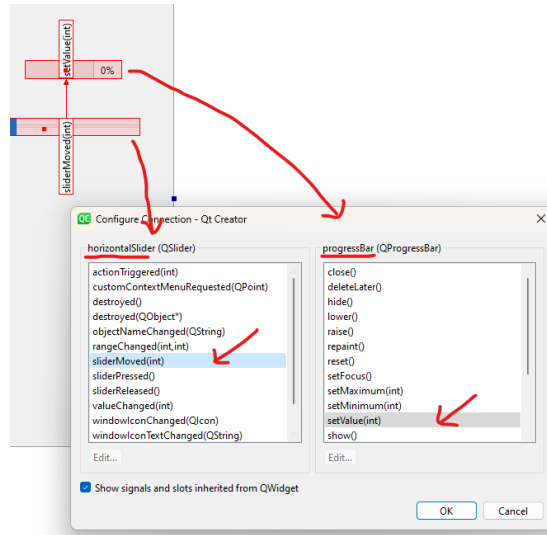 setValue(int)
0%
sliderMoved(int)
QC Configure Connection - Qt Creator
horizontalSlider (QSlider)
actionTriggered(int)
customContextMenuRequested(QPoint)
destroyed()
destroyed(QObject*)
objectNameChanged(QString)
rangeChanged(int,int)
sliderMoved(int)
sliderPressed()
sliderReleased()
valueChanged(int)
windowIconChanged(QIcon)
windowIconTextChanged(QString)
Edit...
progressBar (QProgressBar)
close()
deleteLater()
hide()
lower()
raise()
repaint()
reset()
setFocus()
setMaximum(int)
setMinimum(int)
setValue(int)
show()
Edit...
Show signals and slots inherited from QWidget
OK
Cancel